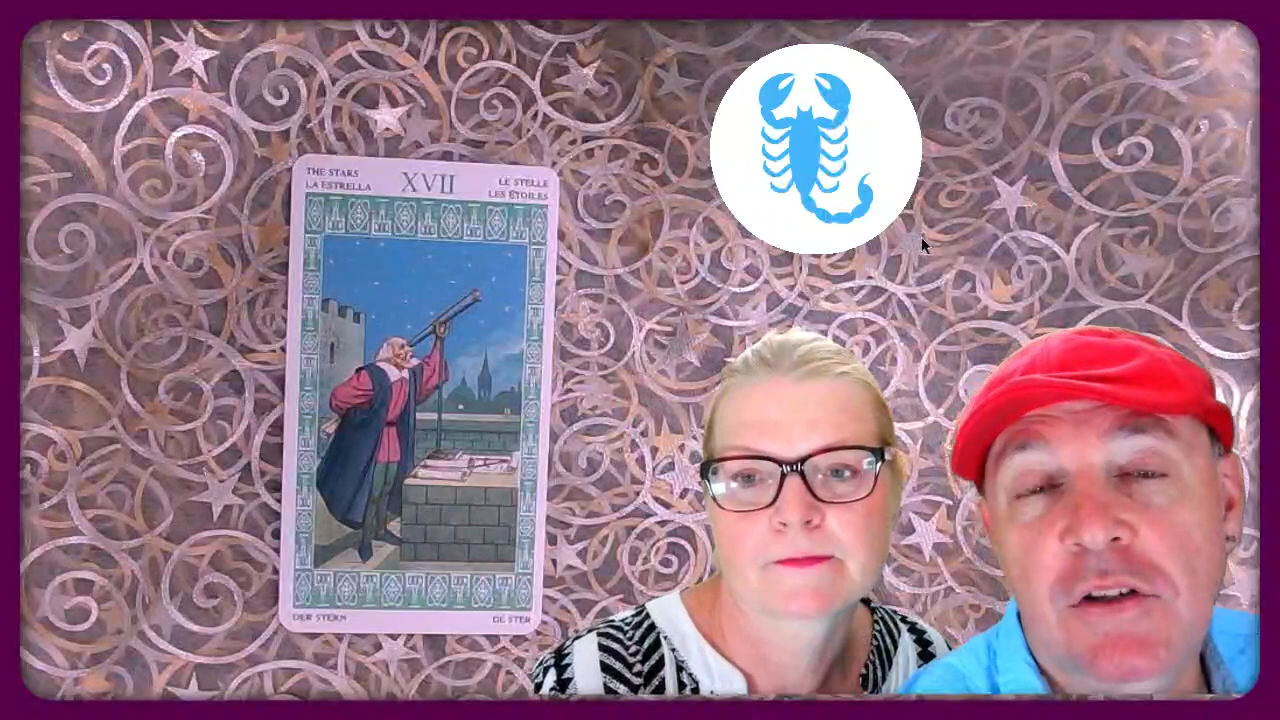 THE STARS
LA ESTRELLA
XVII
LE STELLE
LES ÉTOILES
DER STERN
DE STER